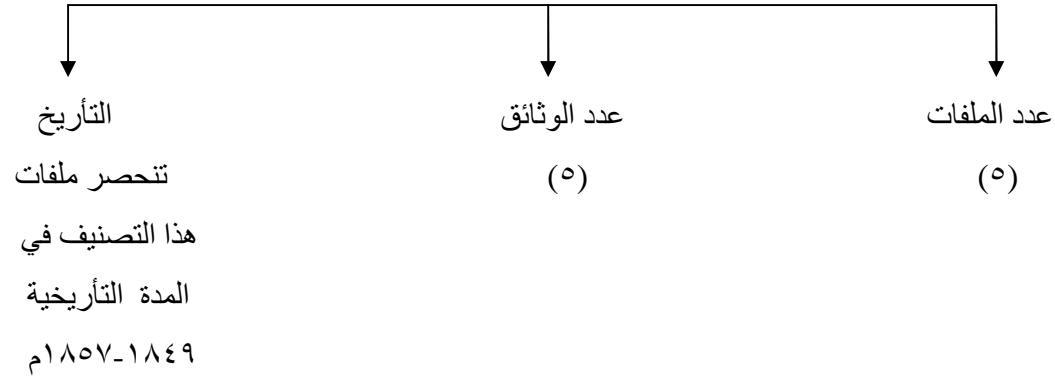 عدد الملفات
(٥)
عدد الوثائق
(٥)
التأريخ
تنحصر ملفات
هذا التصنيف في
المدة التأريخية
١٨٤٩-١٨٥٧م